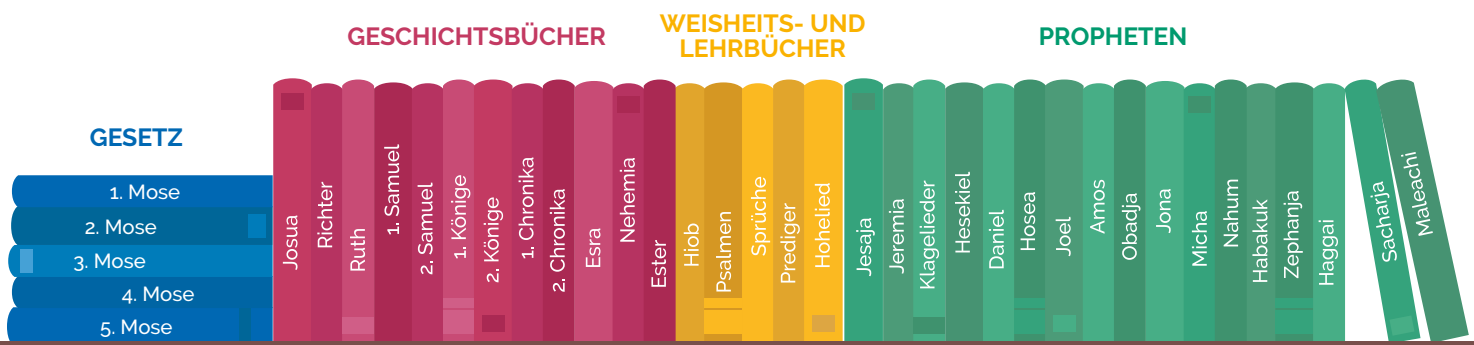 GESETZ
1. Mose
2. Mose
3. Mose
4. Mose
5. Mose
GESCHICHTSBÜCHER
Josua
Richter
Ruth
1. Samuel
2. Samuel
1. Könige
2. Könige
1. Chronika
2. Chronika
Esra
Nehemia
Ester
WEISHEITS- UND
LEHRBÜCHER
Hiob
Psalmen
Sprüche
Prediger
Hohelied
PROPHETEN
Jesaja
Jeremia
Klagelieder
Hesekiel
Daniel
Hosea
Joel
Amos
Obadja
Jona
Micha
Nahum
Habakuk
Zephanja
Haggai
Sacharja
Maleachi